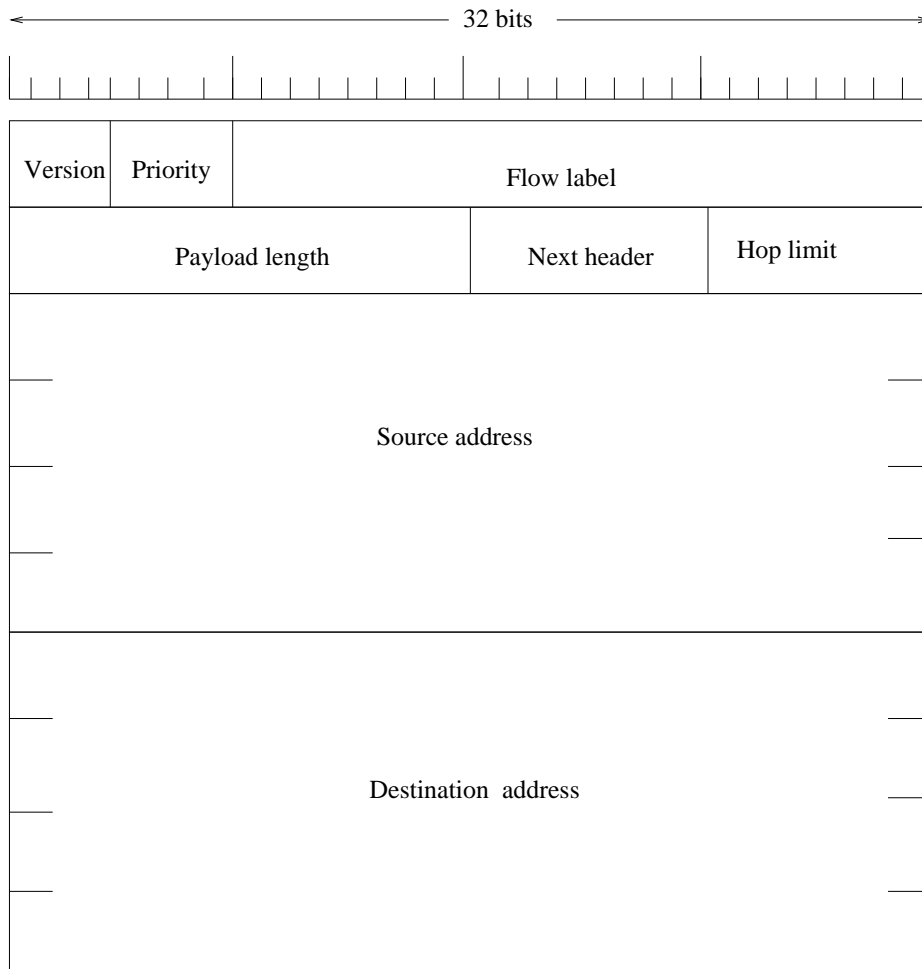 32 bits
Version Priority Flow label
Payload length Next header Hop limit
Source address
Destination address